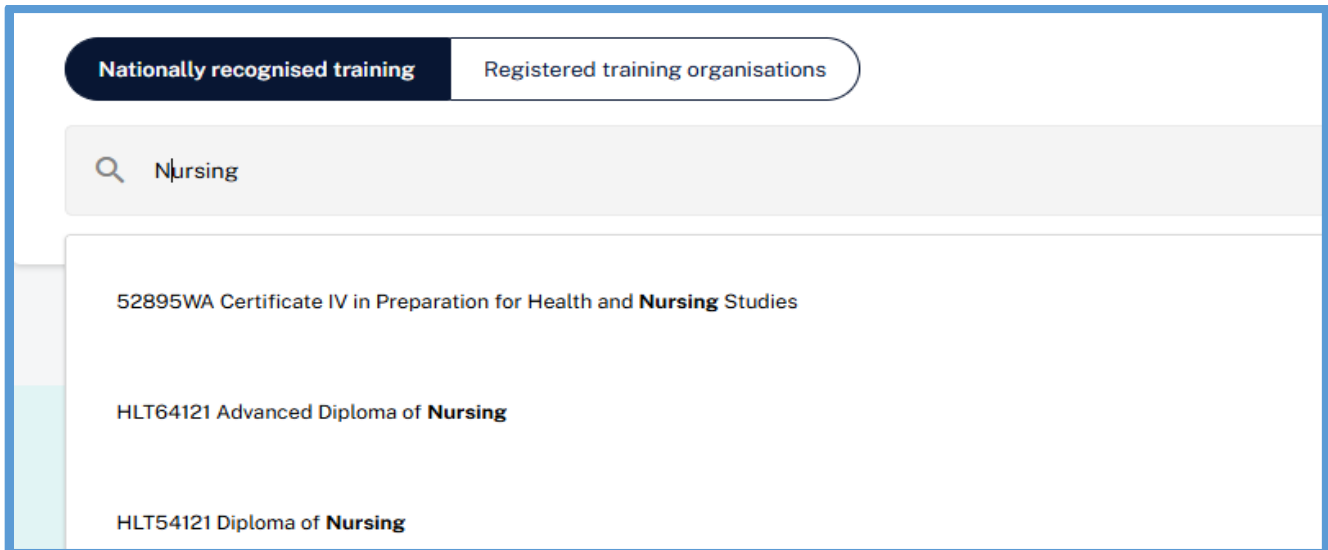 Nationally recognised training Registered training organisations
Nursing
52895WA Certificate IV in Preparation for Health and Nursing Studies
HLT64121 Advanced Diploma of Nursing
HLT54121 Diploma of Nursing